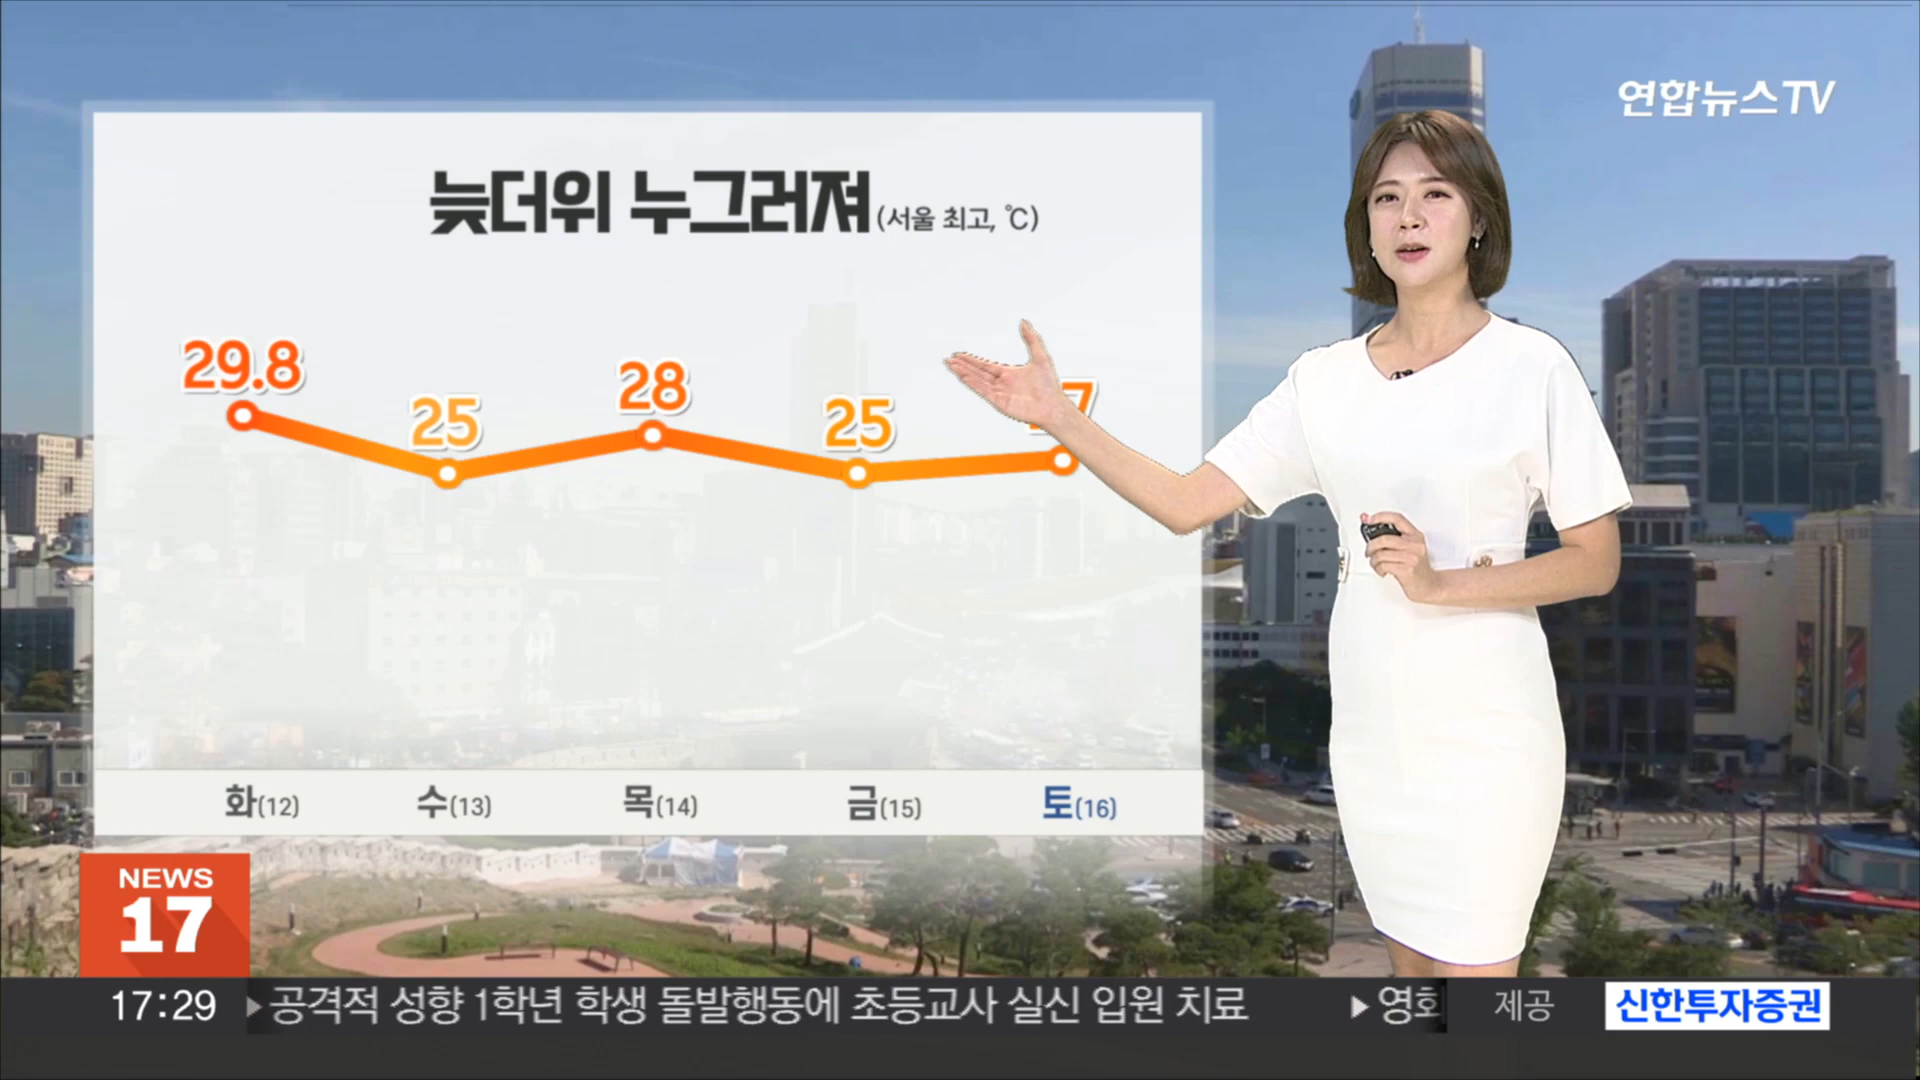 연합뉴스TV
늦더위 누그러져 (서울 최고, ℃)
29.8
25
28
25
화(12) 수(13) 목(14) 금(15) 토(16)
NEWS
17
17:29 ▶공격적 성향 1학년 학생 돌발행동에 초등교사 실신 입원 치료 ▶영화 제공 신한투자증권